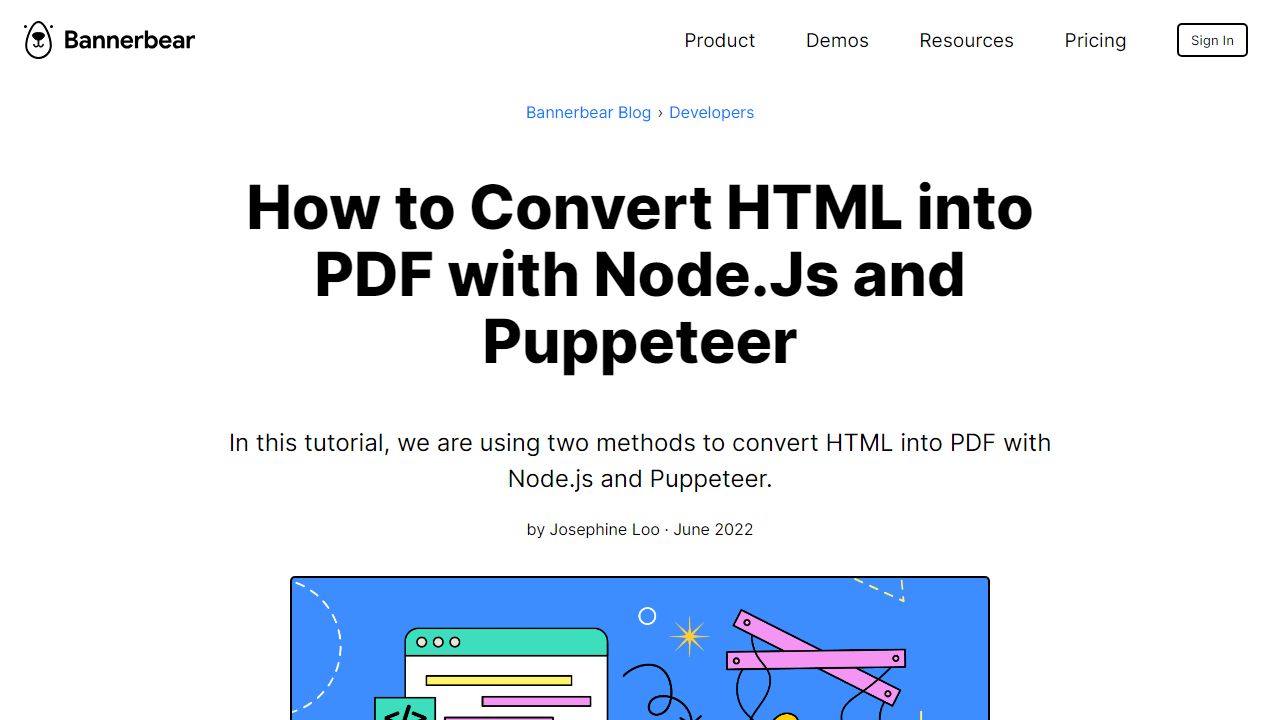 Bannerbear
Product Demos Resources Pricing Sign In
Bannerbear Blog › Developers
How to Convert HTML into
PDF with Node.Js and
Puppeteer
In this tutorial, we are using two methods to convert HTML into PDF with
Node.js and Puppeteer.
by Josephine Loo · June 2022
</>